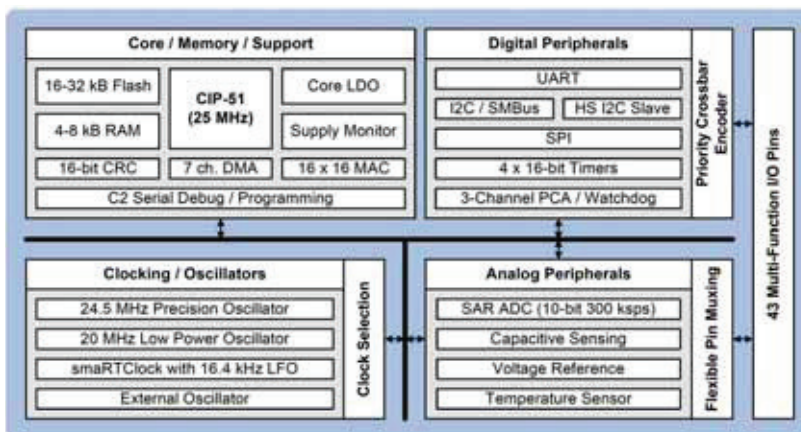 Core / Memory / Support
16-32 kB Flash
CIP-51
(25 MHz)
Core LDO
4-8 kB RAM
Supply Monitor
16-bit CRC
7 ch. DMA
16 x 16 MAC
C2 Serial Debug / Programming
Digital Peripherals
UART
I2C / SMBus
HS I2C Slave
SPI
4 x 16-bit Timers
3-Channel PCA / Watchdog
Priority Crossbar
Encoder
43 Multi-Function I/O Pins
Clocking / Oscillators
24.5 MHz Precision Oscillator
20 MHz Low Power Oscillator
smaRTClock with 16.4 kHz LFO
External Oscillator
Clock Selection
Analog Peripherals
SAR ADC (10-bit 300 ksps)
Capacitive Sensing
Voltage Reference
Temperature Sensor
Flexible Pin Muxing